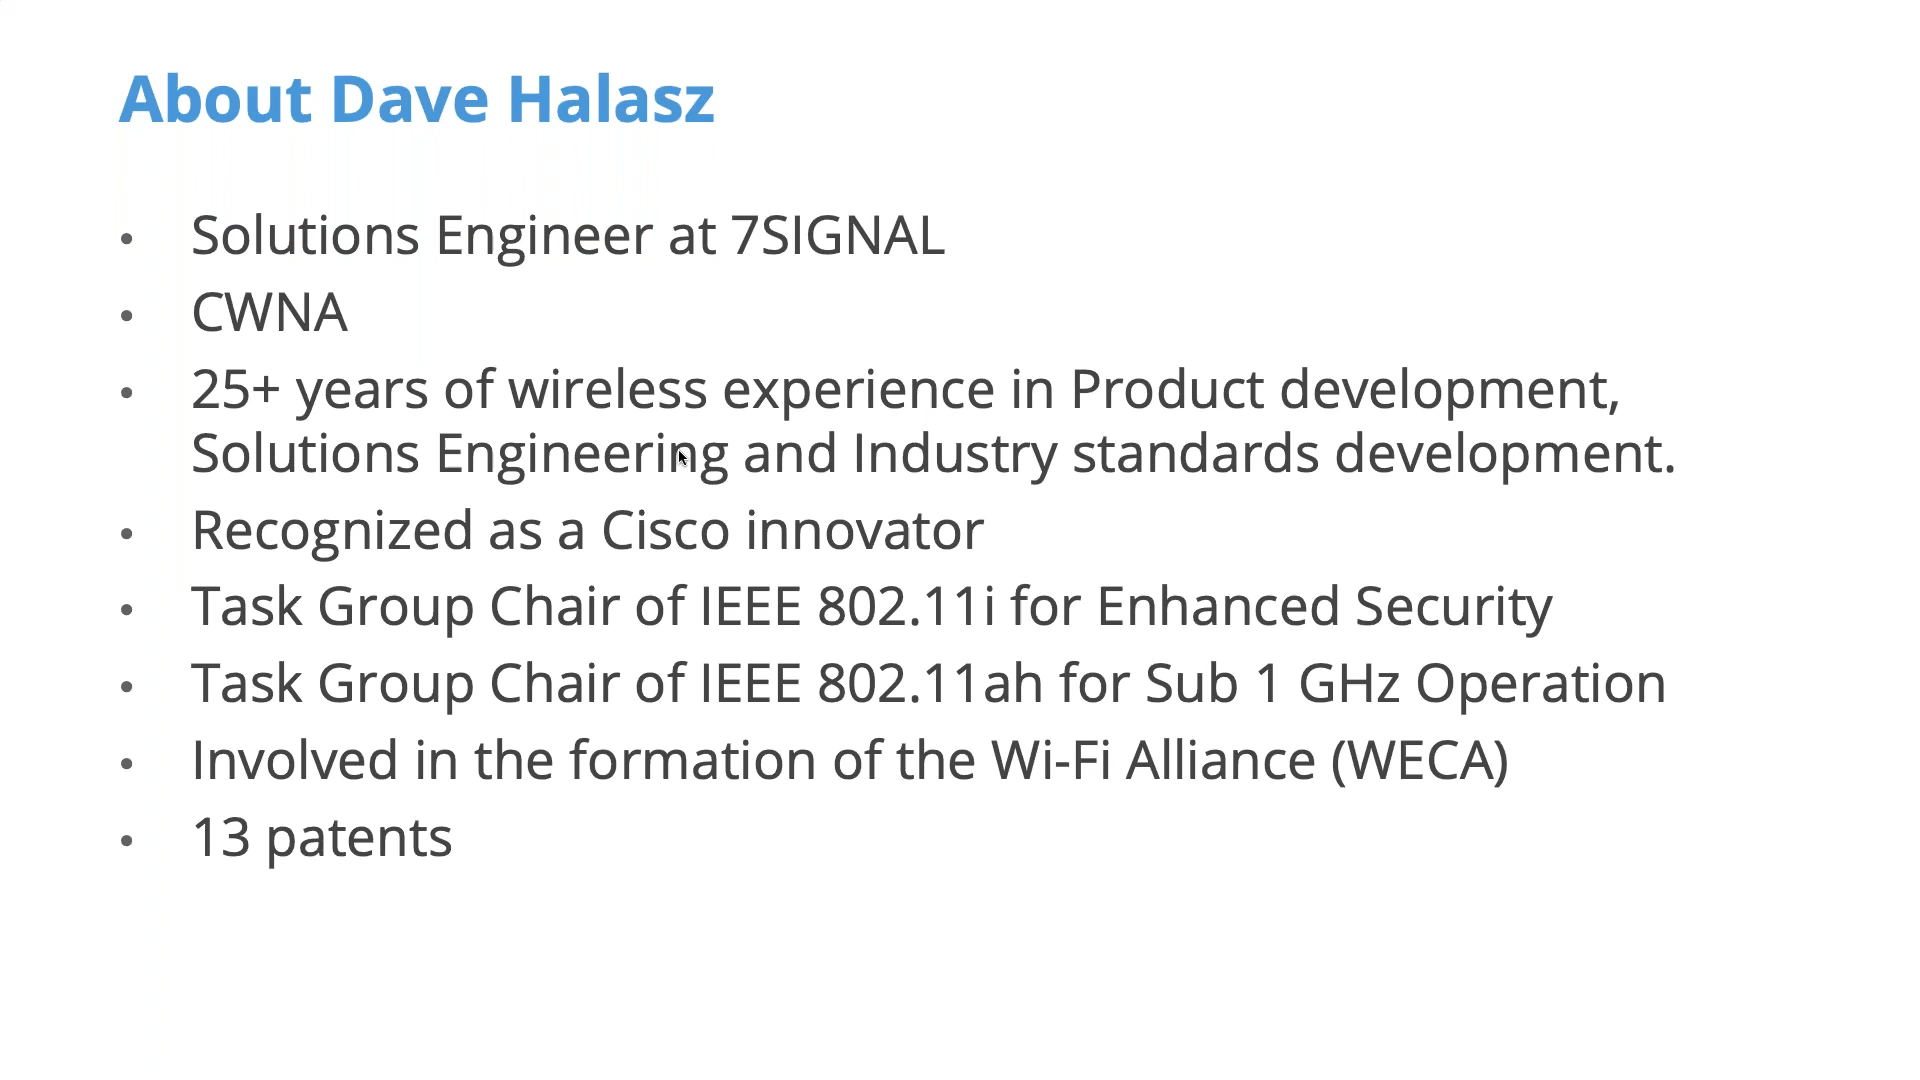 About Dave Halasz
• Solutions Engineer at 7SIGNAL
• CWNA
• 25+ years of wireless experience in Product development,
Solutions Engineering and Industry standards development.
• Recognized as a Cisco innovator
• Task Group Chair of IEEE 802.11i for Enhanced Security
• Task Group Chair of IEEE 802.11ah for Sub 1 GHz Operation
• Involved in the formation of the Wi-Fi Alliance (WECA)
• 13 patents